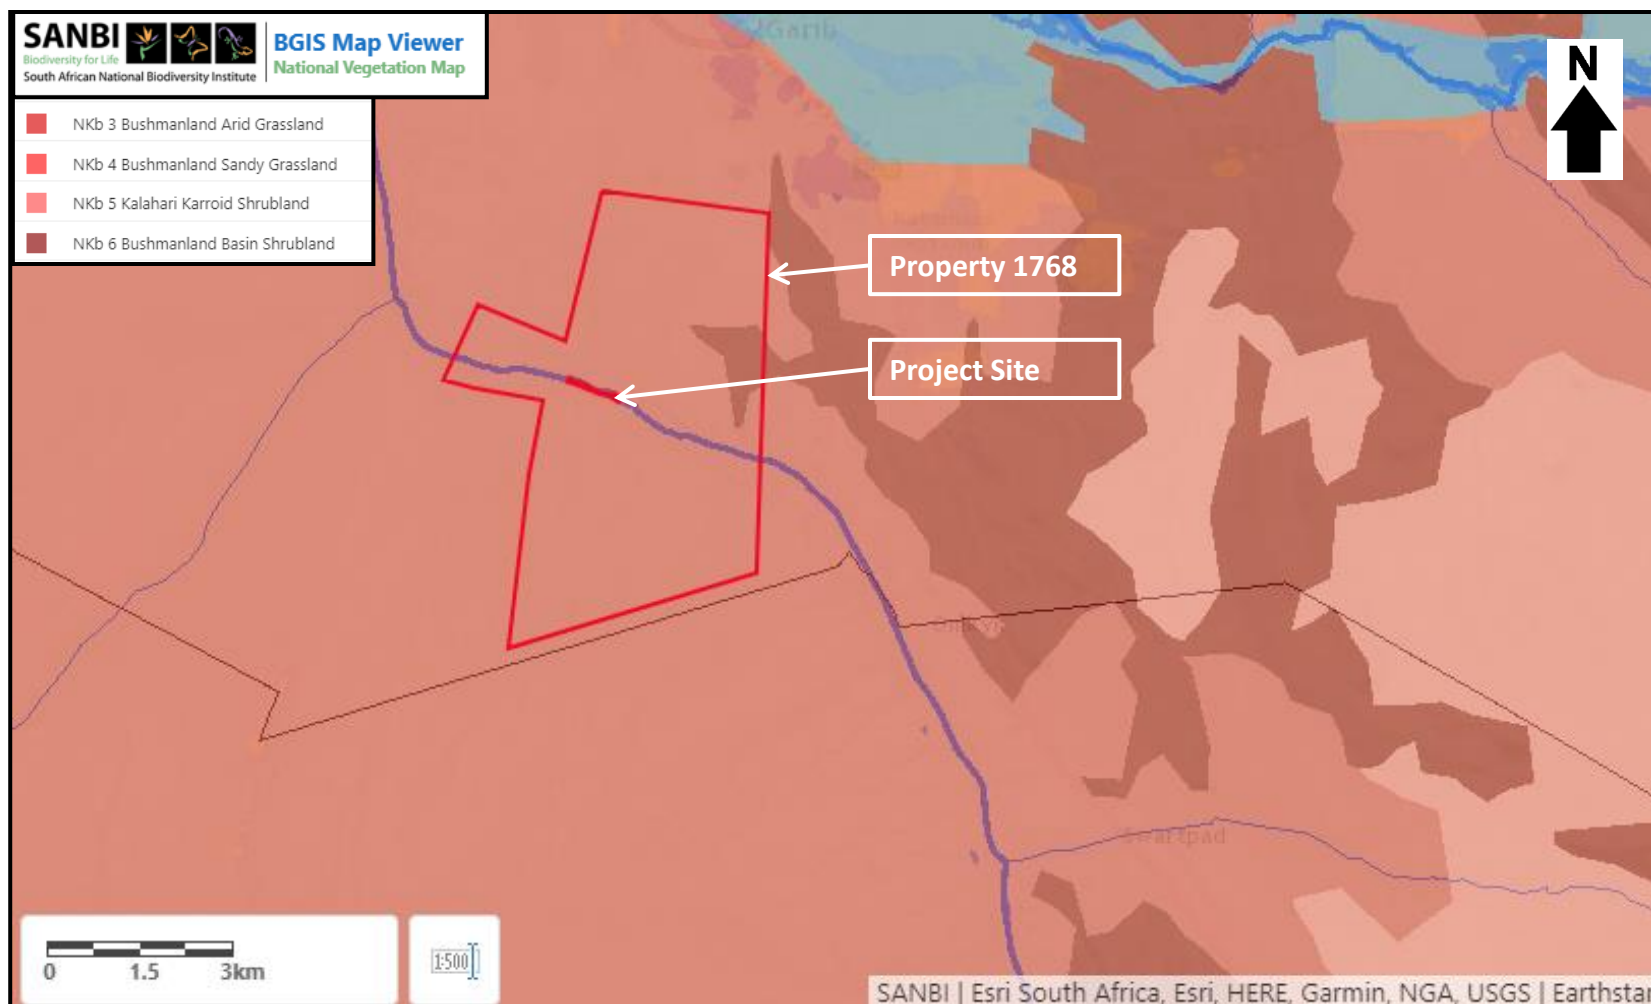 SANBI
Biodiversity for Life
South African National Biodiversity Institute
BGIS Map Viewer
National Vegetation Map
NKb 3 Bushmanland Arid Grassland
NKb 4 Bushmanland Sandy Grassland
NKb 5 Kalahari Karroid Shrubland
NKb 6 Bushmanland Basin Shrubland
N
Property 1768
Project Site
Swartpad
0 1.5 3km
1:500
SANBI | Esri South Africa, Esri, HERE, Garmin, NGA, USGS | Earthstar